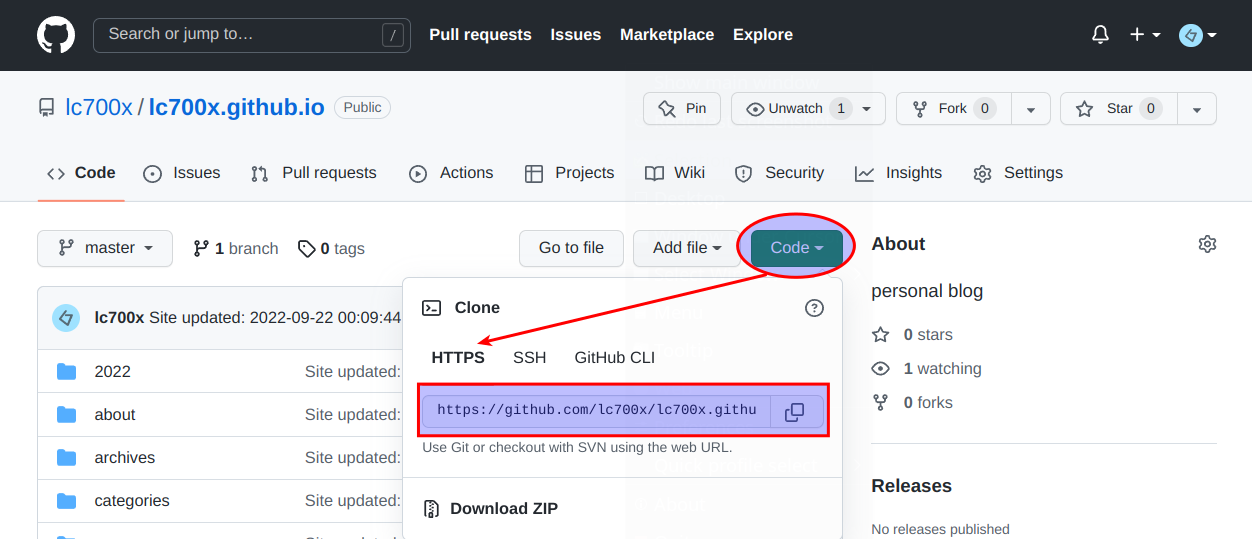 Search or jump to… /
Pull requests Issues Marketplace Explore
lc700x / lc700x.github.io Public
Pin Unwatch 1 Fork 0 Star 0
Code Issues Pull requests Actions Projects Wiki Security Insights Settings
master 1 branch 0 tags Go to file Add file Code
About
personal blog
0 stars
1 watching
0 forks
Releases
No releases published
lc700x Site updated: 2022-09-22 00:09:44
2022 Site updated:
about Site updated:
archives Site updated:
categories Site updated:
Clone
HTTPS SSH GitHub CLI
https://github.com/lc700x/lc700x.githu
Use Git or checkout with SVN using the web URL.
Download ZIP